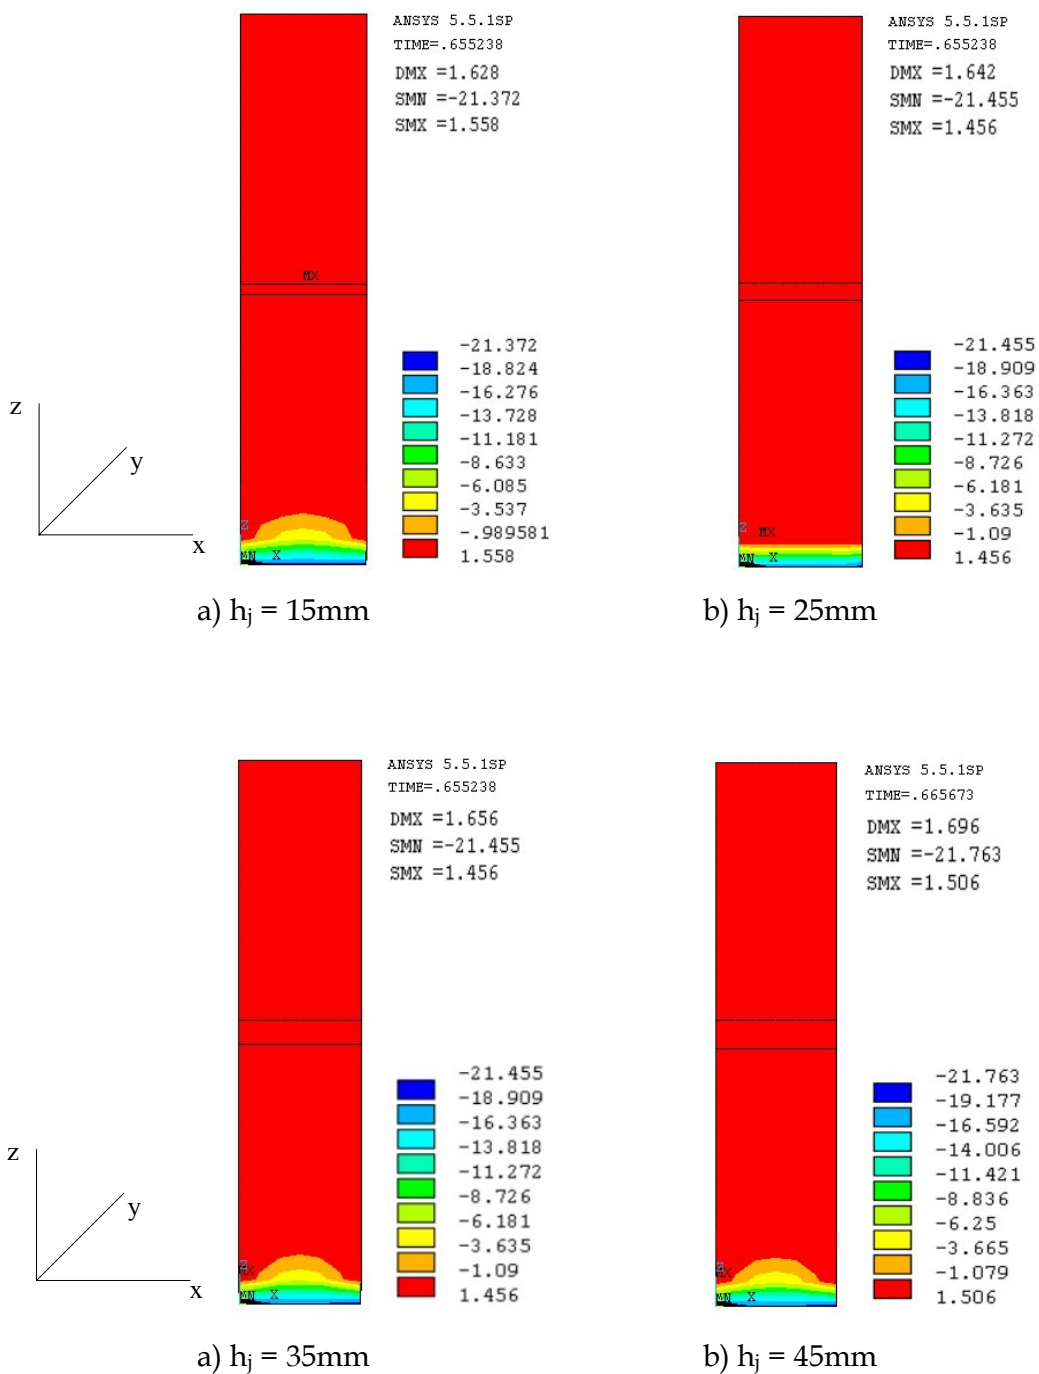 ANSYS 5.5.1SP
TIME=.655238
DMX =1.628
SMN =-21.372
SMX =1.558
MX
-21.372
-18.824
-16.276
-13.728
-11.181
-8.633
-6.085
-3.537
-.989581
1.558
z
y
x
Z
MN X
a) hj = 15mm
ANSYS 5.5.1SP
TIME=.655238
DMX =1.642
SMN =-21.455
SMX =1.456
-21.455
-18.909
-16.363
-13.818
-11.272
-8.726
-6.181
-3.635
-1.09
1.456
Z
MX
MN X
b) hj = 25mm
ANSYS 5.5.1SP
TIME=.655238
DMX =1.656
SMN =-21.455
SMX =1.456
-21.455
-18.909
-16.363
-13.818
-11.272
-8.726
-6.181
-3.635
-1.09
1.456
z
y
x
Z
MX
MN X
a) hj = 35mm
ANSYS 5.5.1SP
TIME=.665673
DMX =1.696
SMN =-21.763
SMX =1.506
-21.763
-19.177
-16.592
-14.006
-11.421
-8.836
-6.25
-3.665
-1.079
1.506
Z
MX
MN X
b) hj = 45mm